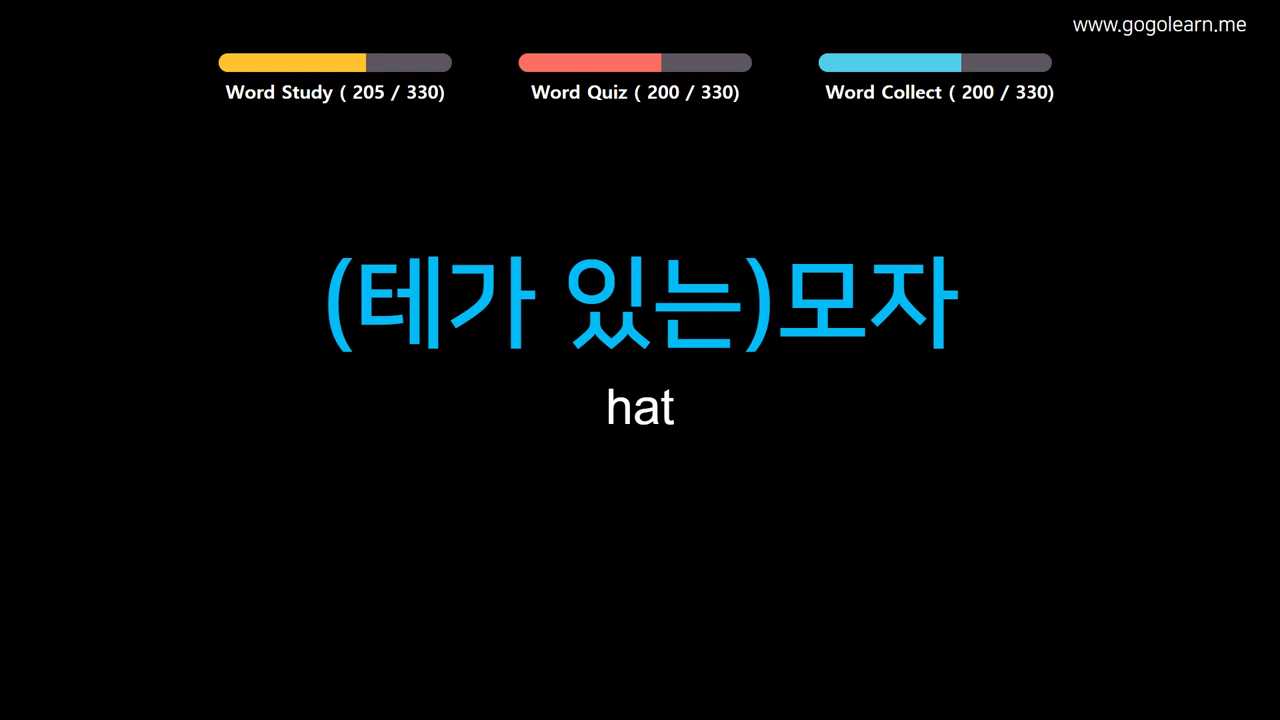 www.gogolearn.me
Word Study ( 205 / 330)
Word Quiz ( 200 / 330)
Word Collect ( 200 / 330)
(테가 있는)모자
hat